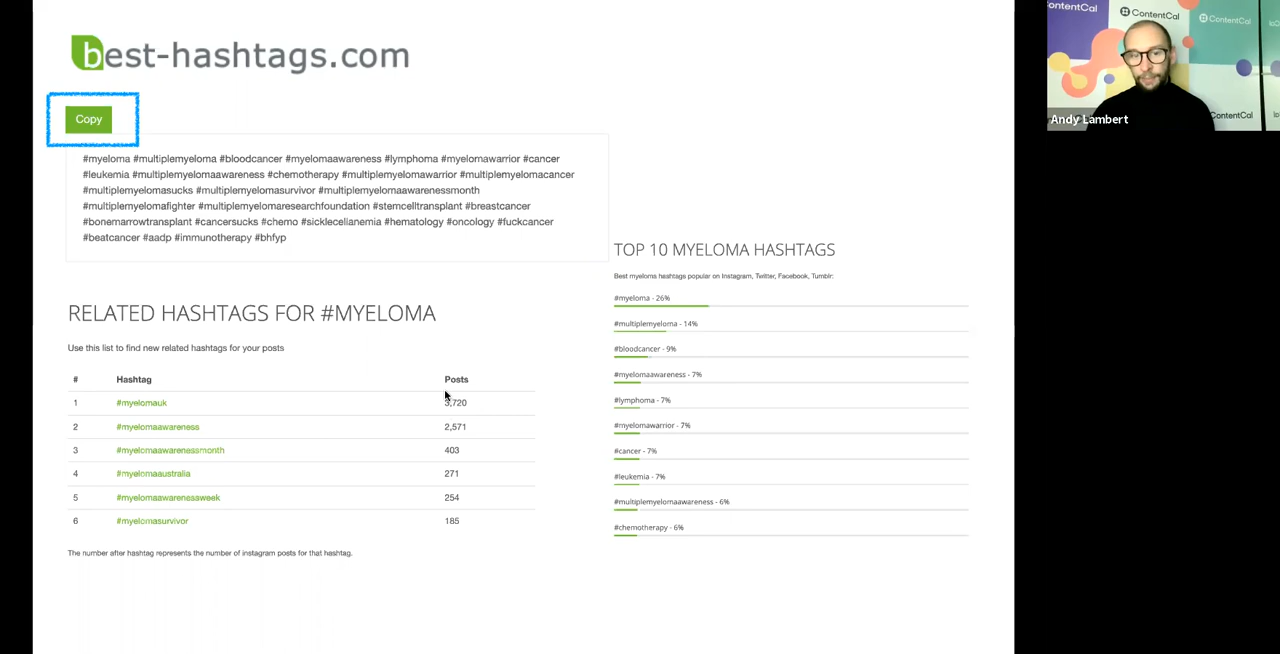 best-hashtags.com
Copy
#myeloma #multiplemyeloma #bloodcancer #myelomaawareness #lymphoma #myelomawarrior #cancer
#leukemia #multiplemyelomaawareness #chemotherapy #multiplemyelomawarrior #multiplemyelomacancer
#multiplemyelomasucks #multiplemyelomasurvivor #multiplemyelomaawarenessmonth
#multiplemyelomafighter #multiplemyelomaresearchfoundation #stemcelltransplant #breastcancer
#bonemarrowtransplant #cancersucks #chemo #sicklecellanemia #hematology #oncology #fuckcancer
#beatcancer #aadp #immunotherapy #bhfyp
RELATED HASHTAGS FOR #MYELOMA
Use this list to find new related hashtags for your posts
# Hashtag Posts
1 #myelomauk 3,720
2 #myelomaawareness 2,571
3 #myelomaawarenessmonth 403
4 #myelomaaustralia 271
5 #myelomaawarenessweek 254
6 #myelomasurvivor 185
The number after hashtag represents the number of instagram posts for that hashtag.
TOP 10 MYELOMA HASHTAGS
Best myeloma hashtags popular on Instagram, Twitter, Facebook, Tumblr:
#myeloma - 26%
#multiplemyeloma - 14%
#bloodcancer - 9%
#myelomaawareness - 7%
#lymphoma - 7%
#myelomawarrior - 7%
#cancer - 7%
#leukemia - 7%
#multiplemyelomaawareness - 6%
#chemotherapy - 6%
ontentCal
ContentCal
ContentCal
ContentCal
Andy Lambert